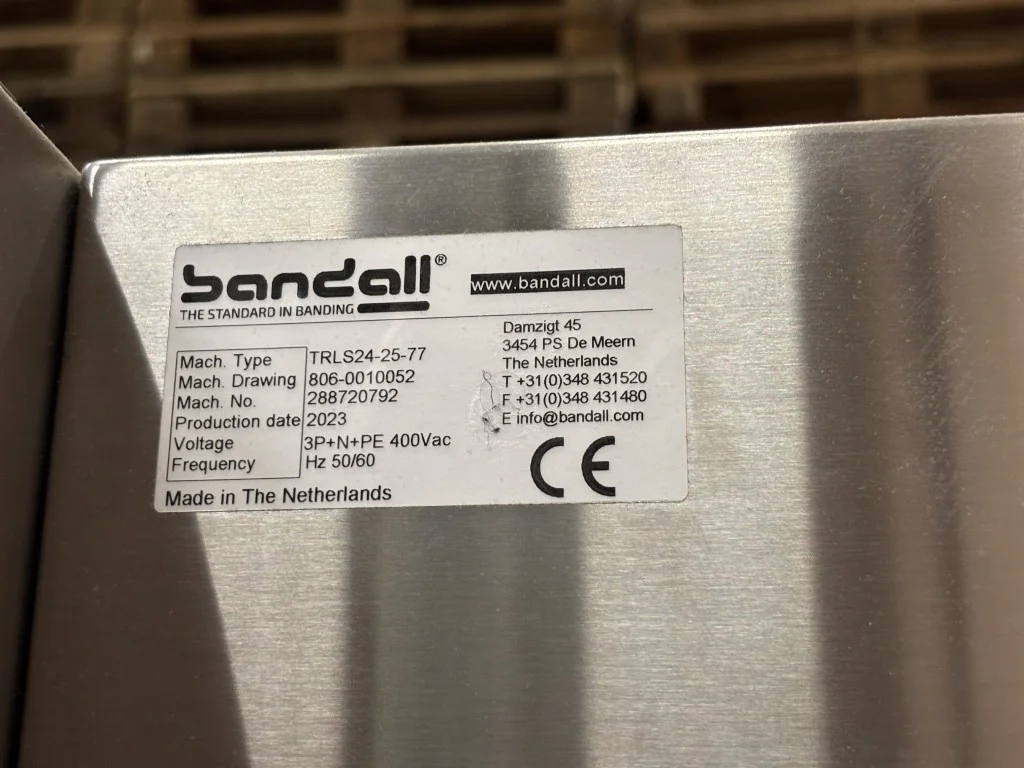 bandall®
THE STANDARD IN BANDING
www.bandall.com
Damzigt 45
3454 PS De Meern
The Netherlands
T +31(0)348 431520
F +31(0)348 431480
E info@bandall.com
Mach. Type TRLS24-25-77
Mach. Drawing 806-0010052
Mach. No. 288720792
Production date 2023
Voltage 3P+N+PE 400Vac
Frequency Hz 50/60
Made in The Netherlands
CE